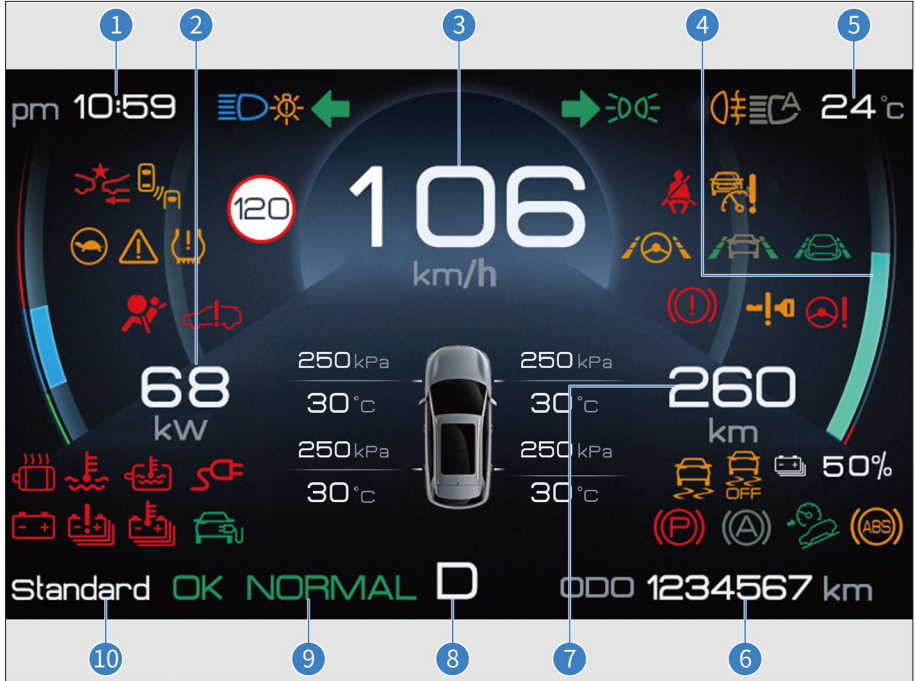 1 2 3 4 5
pm 10:59
A
24°C
120
106
km/h
68
kW
250 kPa
250 kPa
30°C
30°C
250 kPa
250 kPa
30°C
30°C
260
km
OFF
50%
P
A
ABS
Standard OK NORMAL D ODO 1234567 km
10 9 8 7 6